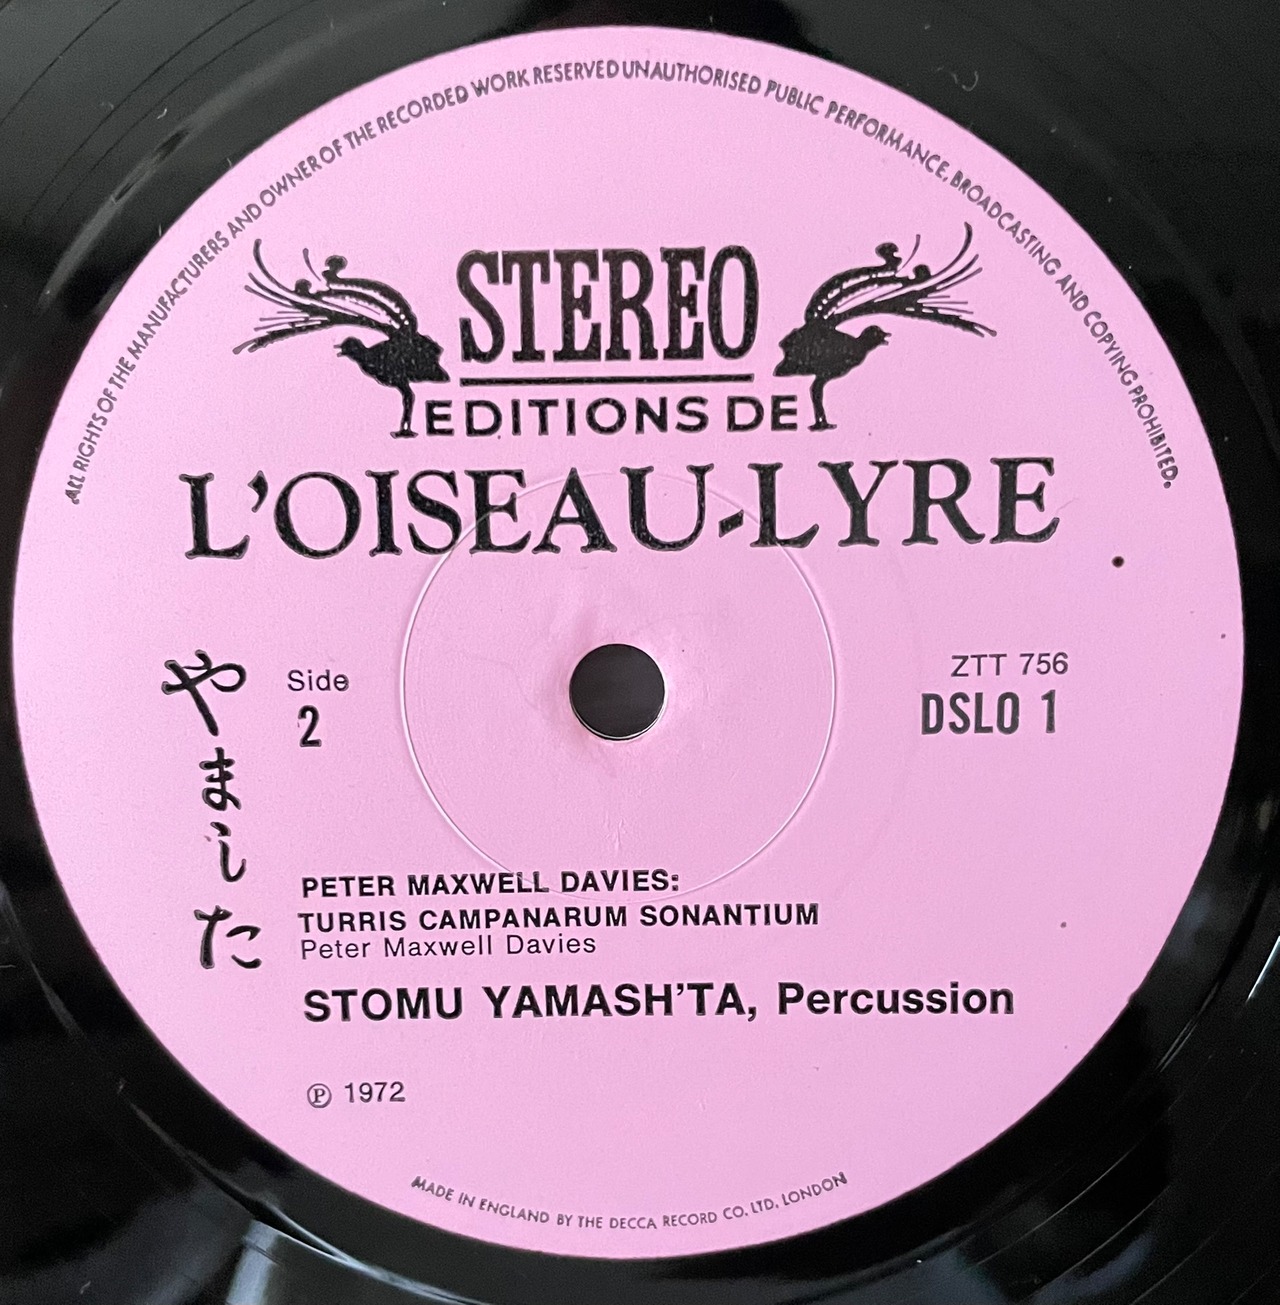 ALL RIGHTS OF THE MANUFACTURERS AND OWNER OF THE RECORDED WORK RESERVED UNAUTHORISED PUBLIC PERFORMANCE, BROADCASTING AND COPYING PROHIBITED.
STEREO
EDITIONS DE
L'OISEAU-LYRE
やました
Side
2
ZTT 756
DSLO 1
PETER MAXWELL DAVIES:
TURRIS CAMPANARUM SONANTIUM
Peter Maxwell Davies
STOMU YAMASH'TA, Percussion
℗ 1972
MADE IN ENGLAND BY THE DECCA RECORD CO. LTD. LONDON